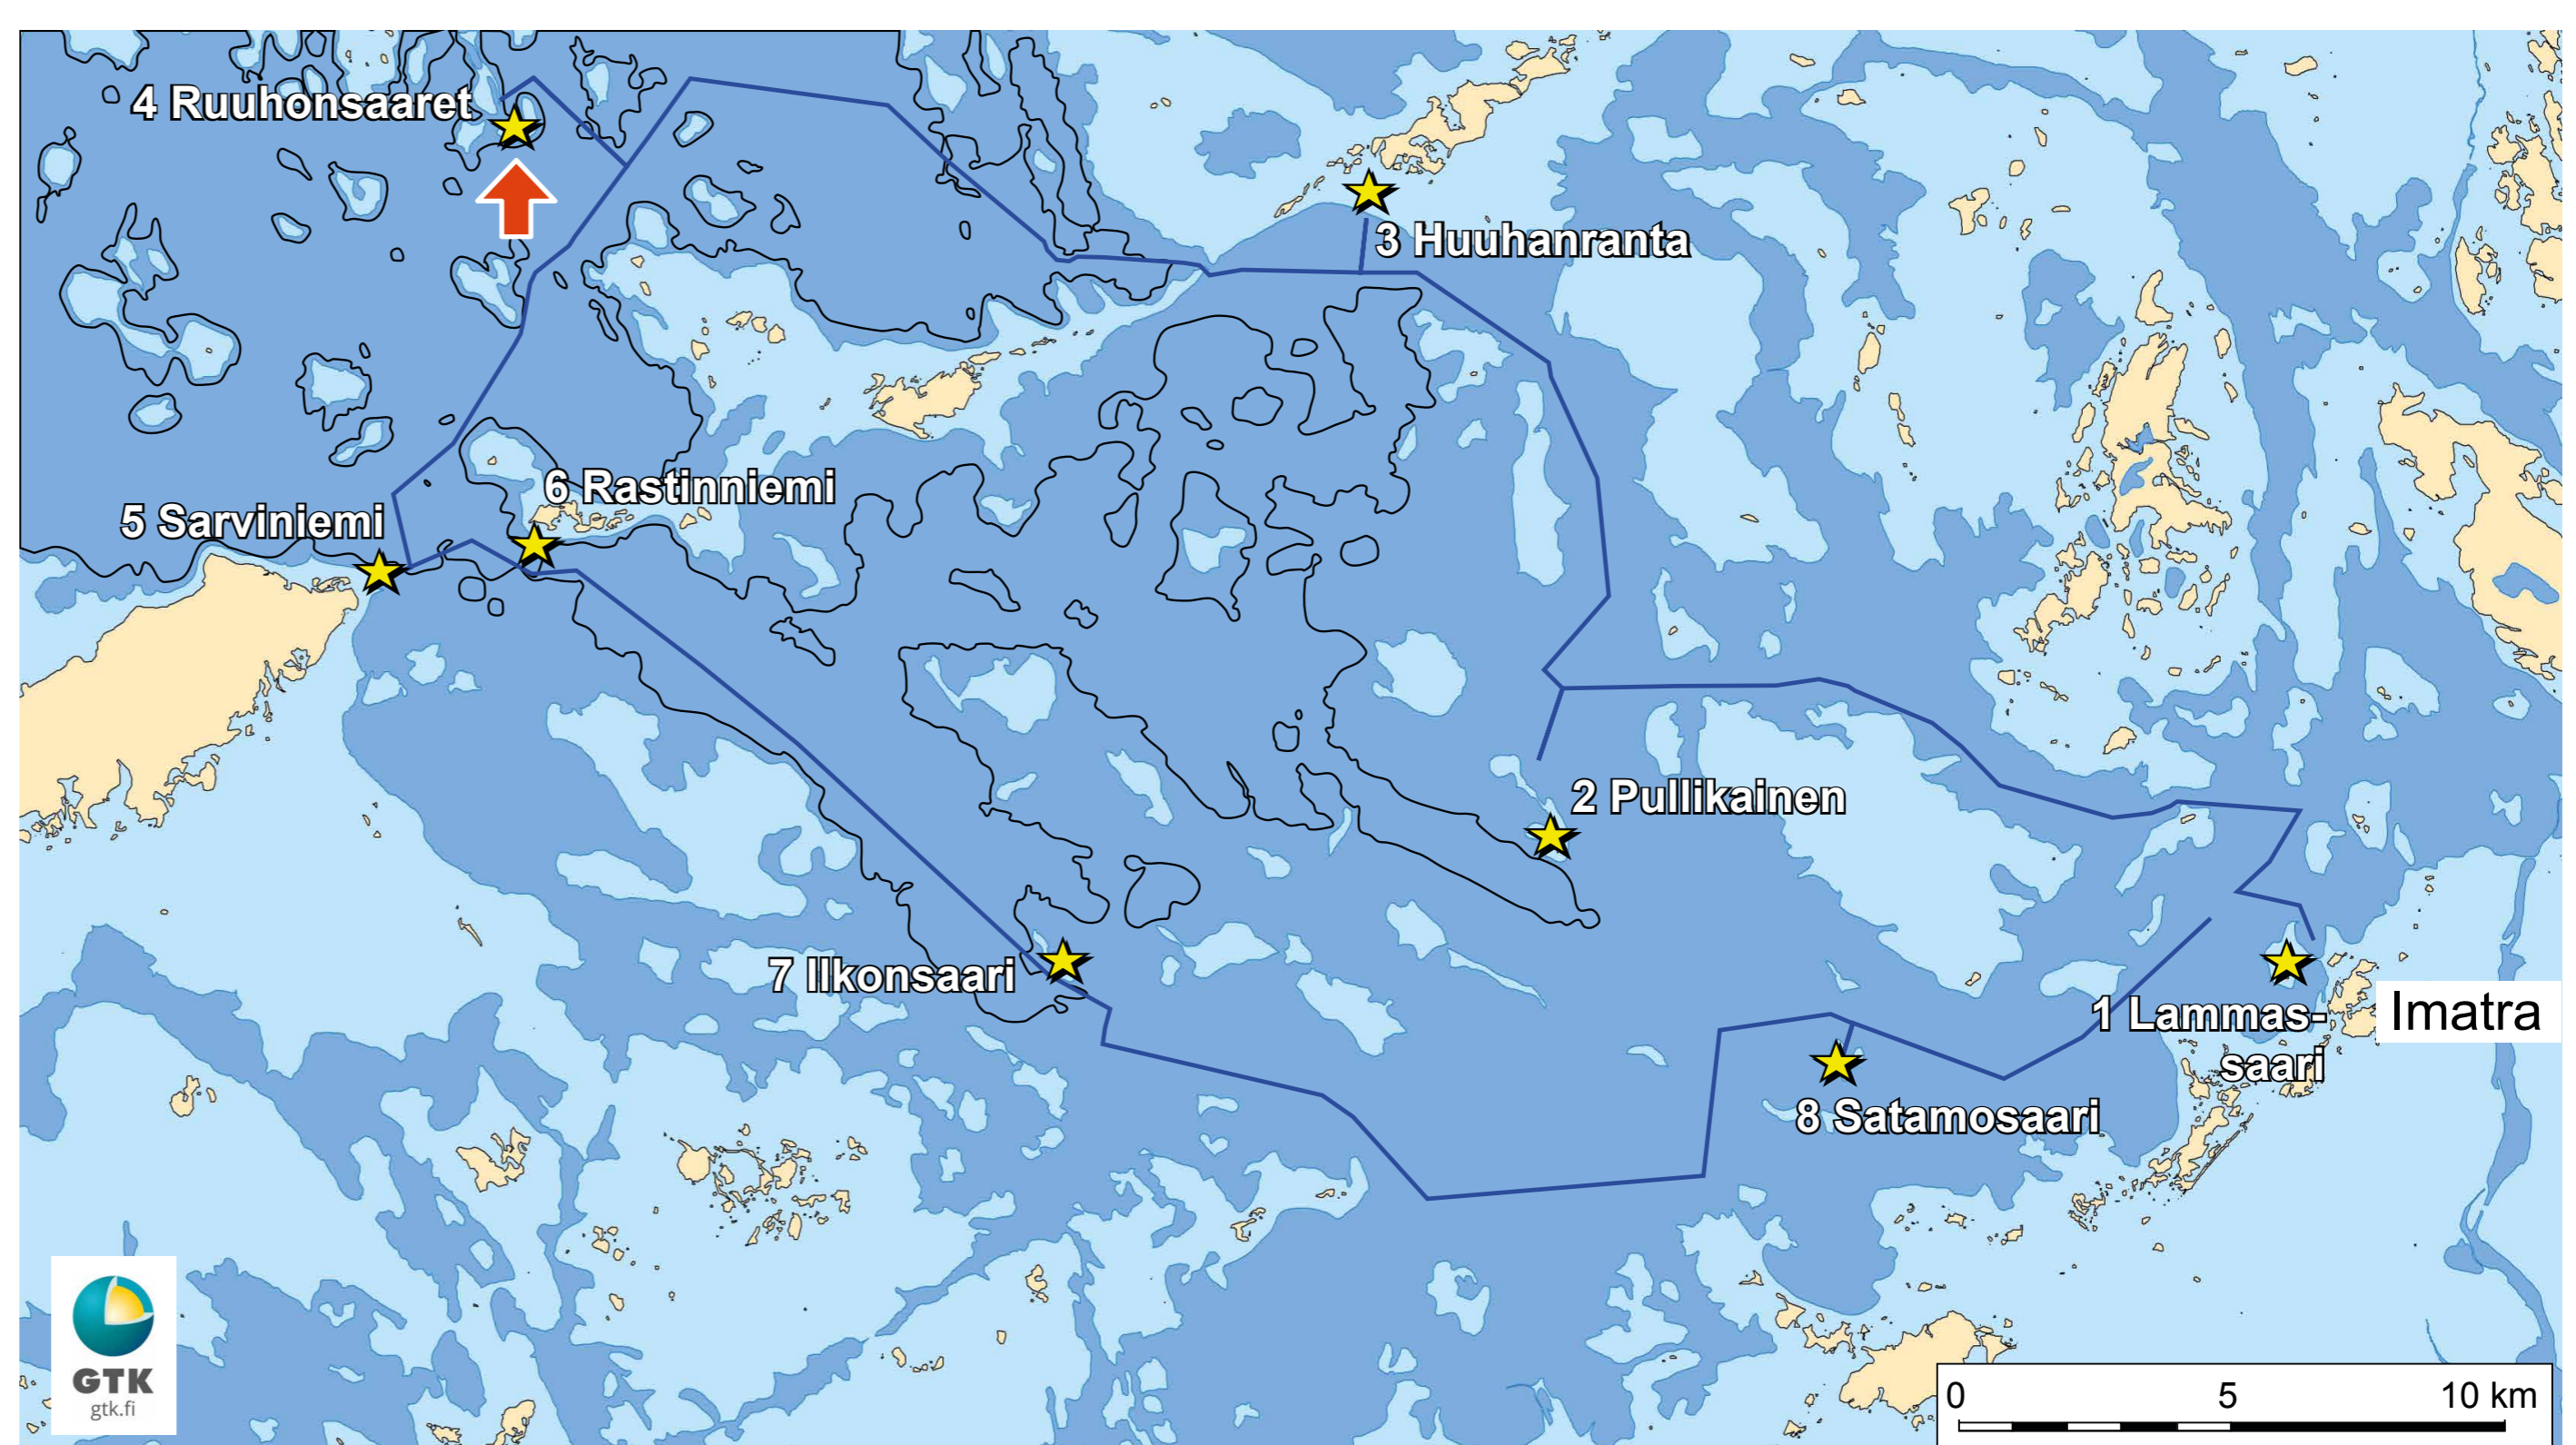 4 Ruuhonsaaret
3 Huuhanranta
6 Rastinniemi
5 Sarviniemi
2 Pullikainen
7 Ilkonsaari
1 Lammas-
saari
Imatra
8 Satamosaari
GTK
gtk.fi
0 5 10 km